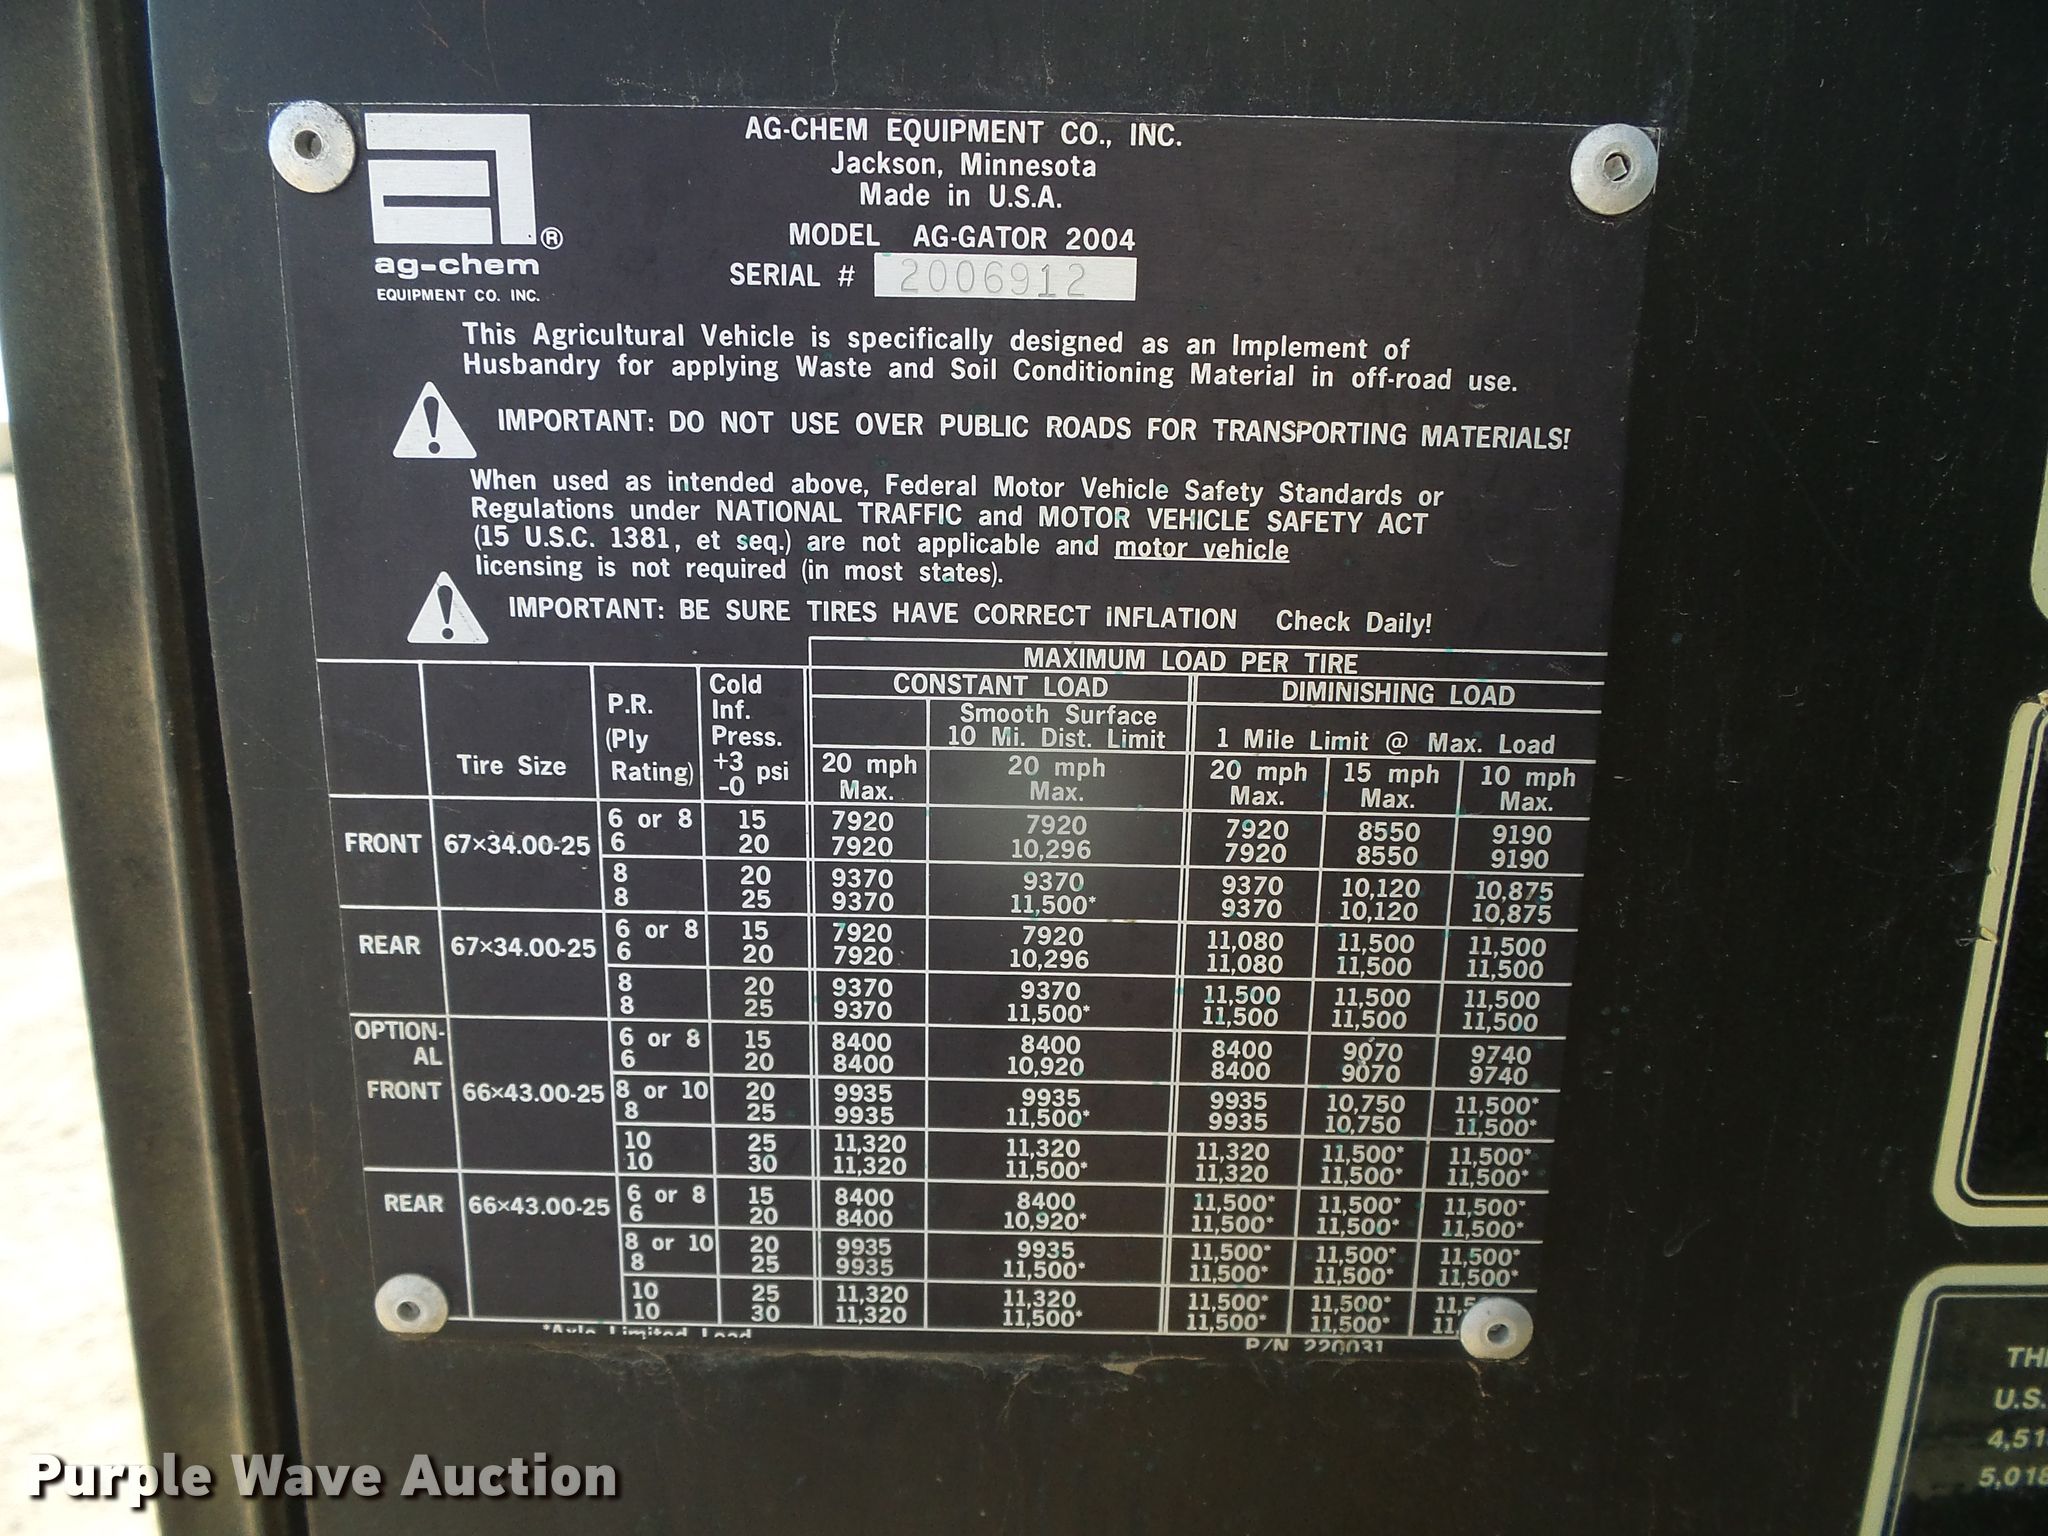 AG-CHEM EQUIPMENT CO., INC.
Jackson, Minnesota
Made in U.S.A.
MODEL AG-GATOR 2004
SERIAL # 2006912
®
ag-chem
EQUIPMENT CO. INC.
This Agricultural Vehicle is specifically designed as an Implement of
Husbandry for applying Waste and Soil Conditioning Material in off-road use.
IMPORTANT: DO NOT USE OVER PUBLIC ROADS FOR TRANSPORTING MATERIALS!
When used as intended above, Federal Motor Vehicle Safety Standards or
Regulations under NATIONAL TRAFFIC and MOTOR VEHICLE SAFETY ACT
(15 U.S.C. 1381, et seq.) are not applicable and motor vehicle
licensing is not required (in most states).
IMPORTANT: BE SURE TIRES HAVE CORRECT INFLATION Check Daily!
MAXIMUM LOAD PER TIRE
CONSTANT LOAD DIMINISHING LOAD
Tire Size
P.R.
(Ply
Rating)
Cold
Inf.
Press.
+3
-0 psi
Smooth Surface
10 Mi. Dist. Limit
1 Mile Limit @ Max. Load
20 mph 20 mph 20 mph 15 mph 10 mph
Max. Max. Max. Max. Max.
FRONT 67×34.00-25
6 or 8 15 7920 7920 7920 8550 9190
6 20 7920 10,296 7920 8550 9190
8 20 9370 9370 9370 10,120 10,875
8 25 9370 11,500* 9370 10,120 10,875
REAR 67×34.00-25
6 or 8 15 7920 7920 11,080 11,500 11,500
6 20 7920 10,296 11,080 11,500 11,500
8 20 9370 9370 11,500 11,500 11,500
8 25 9370 11,500* 11,500 11,500 11,500
OPTION-
AL
FRONT 66×43.00-25
6 or 8 15 8400 8400 8400 9070 9740
6 20 8400 10,920 8400 9070 9740
8 or 10 20 9935 9935 9935 10,750 11,500*
8 25 9935 11,500* 9935 10,750 11,500*
10 25 11,320 11,320 11,320 11,500* 11,500*
10 30 11,320 11,500* 11,320 11,500* 11,500*
REAR 66×43.00-25
6 or 8 15 8400 8400 11,500* 11,500* 11,500*
6 20 8400 10,920* 11,500* 11,500* 11,500*
8 or 10 20 9935 9935 11,500* 11,500* 11,500*
8 25 9935 11,500* 11,500* 11,500* 11,500*
10 25 11,320 11,320 11,500* 11,500* 11,5
10 30 11,320 11,500* 11,500* 11,500* 11,
*Axle Limited Load
P/N 220031
U.S.
4,51
5,018
Purple Wave Auction